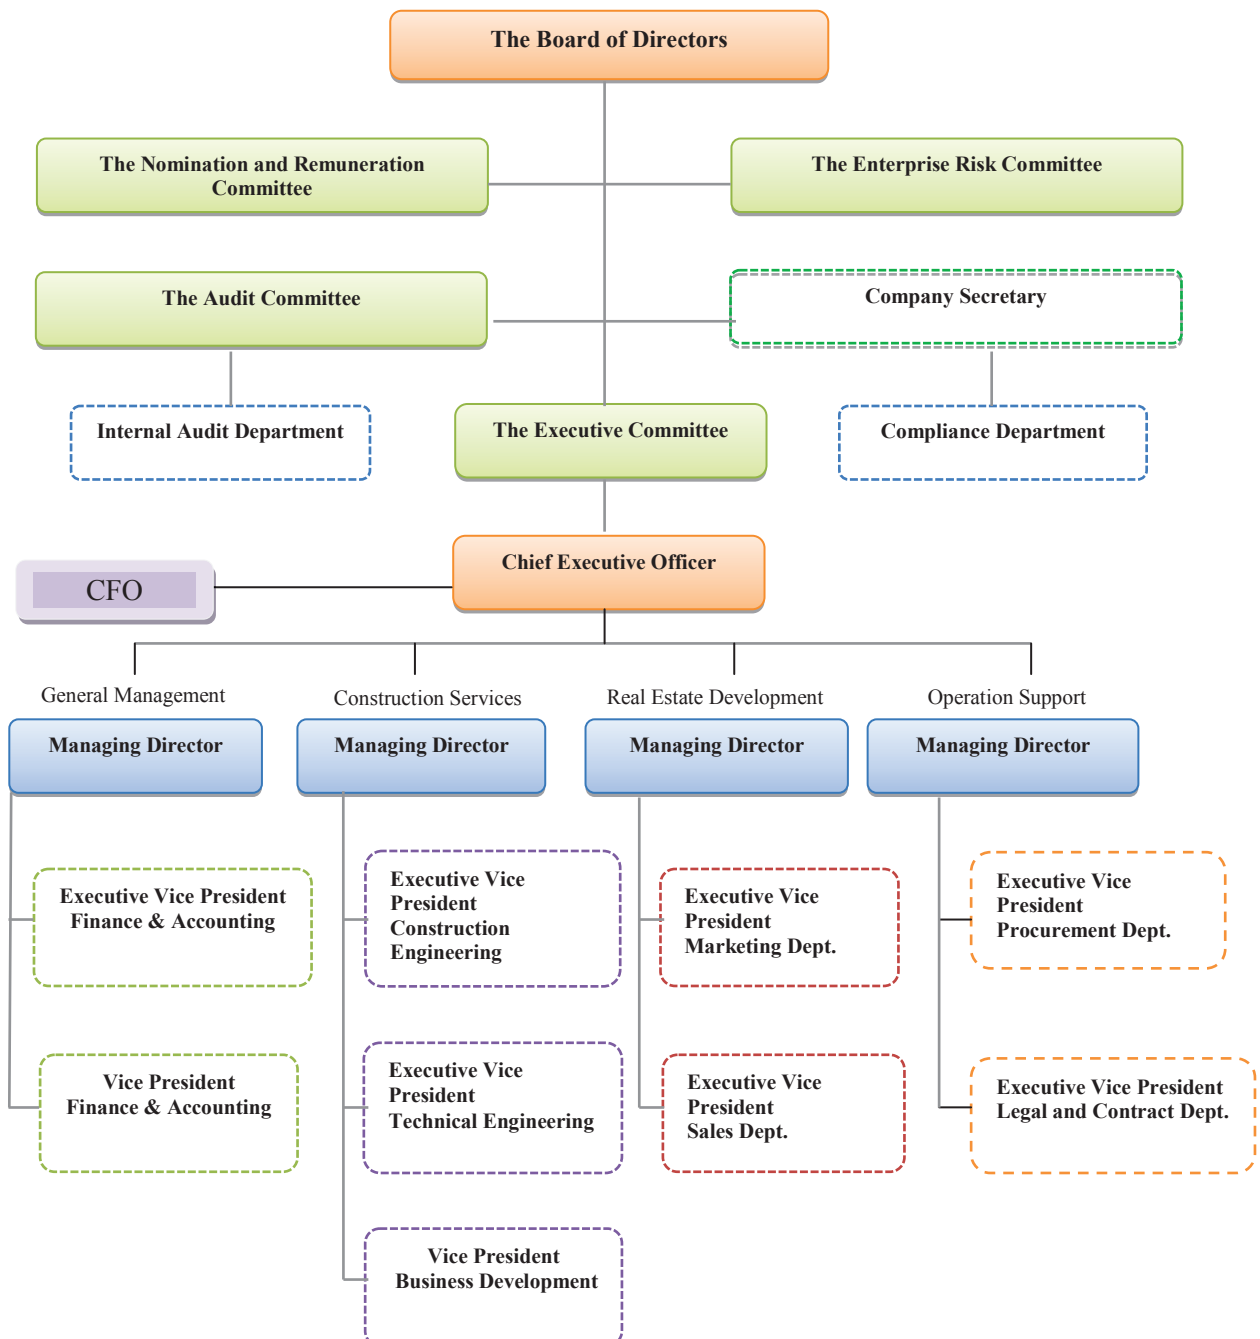 The Board of Directors
The Nomination and Remuneration
Committee
The Enterprise Risk Committee
The Audit Committee
Company Secretary
Internal Audit Department
The Executive Committee
Compliance Department
Chief Executive Officer
CFO
General Management
Construction Services
Real Estate Development
Operation Support
Managing Director
Managing Director
Managing Director
Managing Director
Executive Vice President
Finance & Accounting
Executive Vice
President
Construction
Engineering
Executive Vice
President
Marketing Dept.
Executive Vice
President
Procurement Dept.
Vice President
Finance & Accounting
Executive Vice
President
Technical Engineering
Executive Vice
President
Sales Dept.
Executive Vice President
Legal and Contract Dept.
Vice President
Business Development